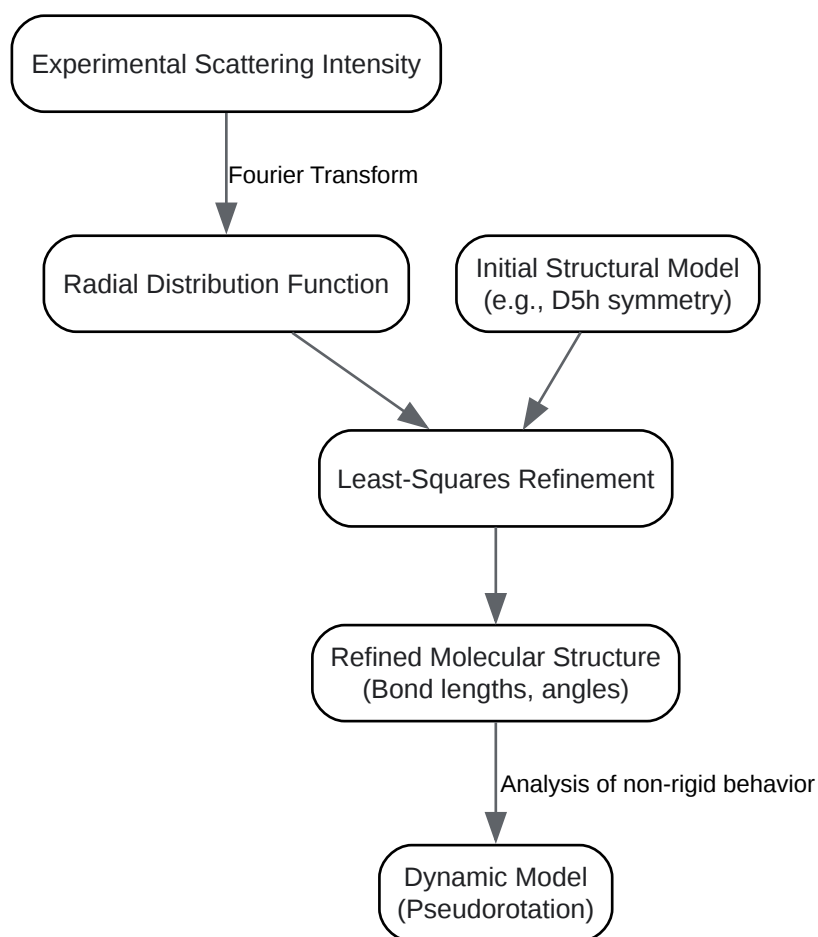 Experimental Scattering Intensity
Fourier Transform
Radial Distribution Function
Initial Structural Model
(e.g., D5h symmetry)
Least-Squares Refinement
Refined Molecular Structure
(Bond lengths, angles)
Analysis of non-rigid behavior
Dynamic Model
(Pseudorotation)